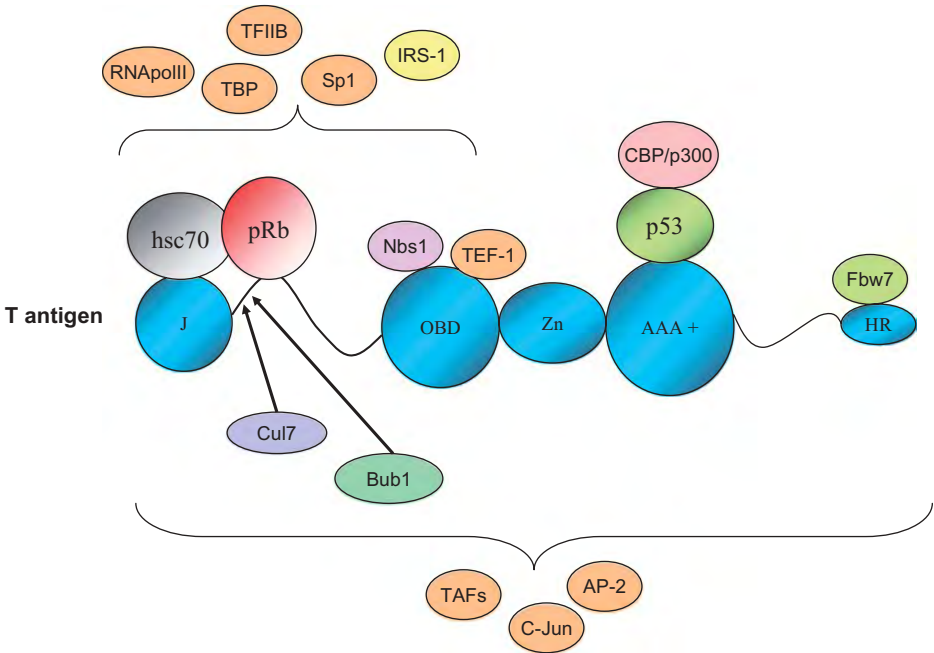 TFIIB
IRS-1
RNApolII
TBP
Sp1
CBP/p300
hsc70
pRb
p53
Nbs1
TEF-1
Fbw7
T antigen
J
OBD
Zn
AAA +
HR
Cul7
Bub1
TAFs
AP-2
C-Jun